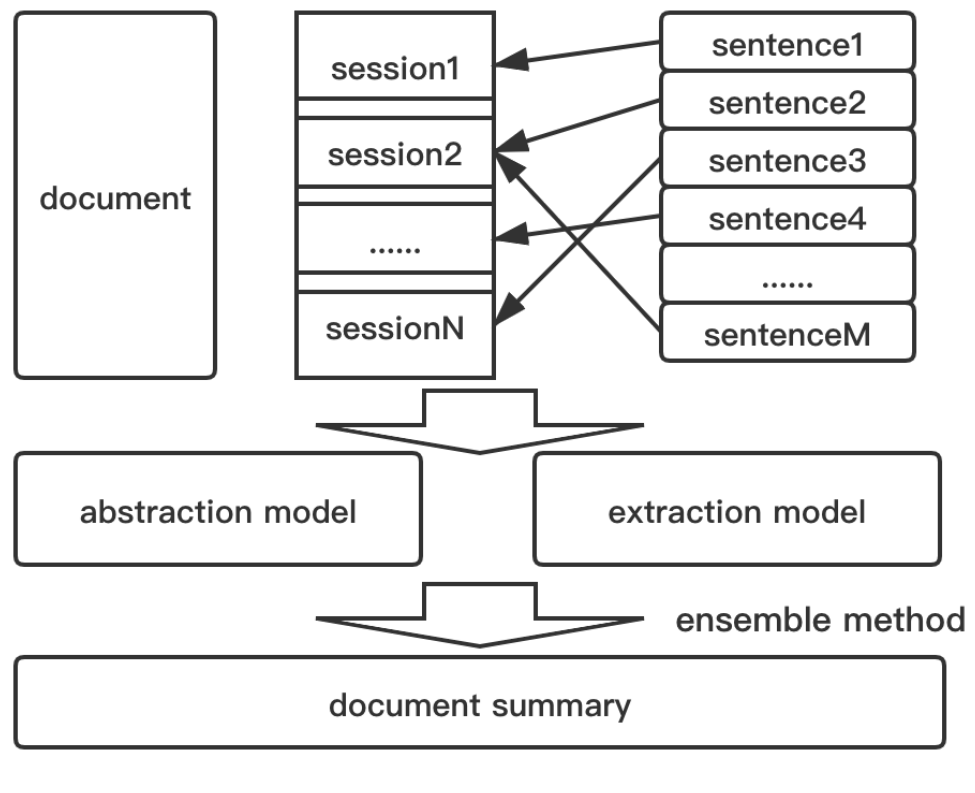 document
session1
session2
......
sessionN
sentence1
sentence2
sentence3
sentence4
......
sentenceM
abstraction model
extraction model
ensemble method
document summary